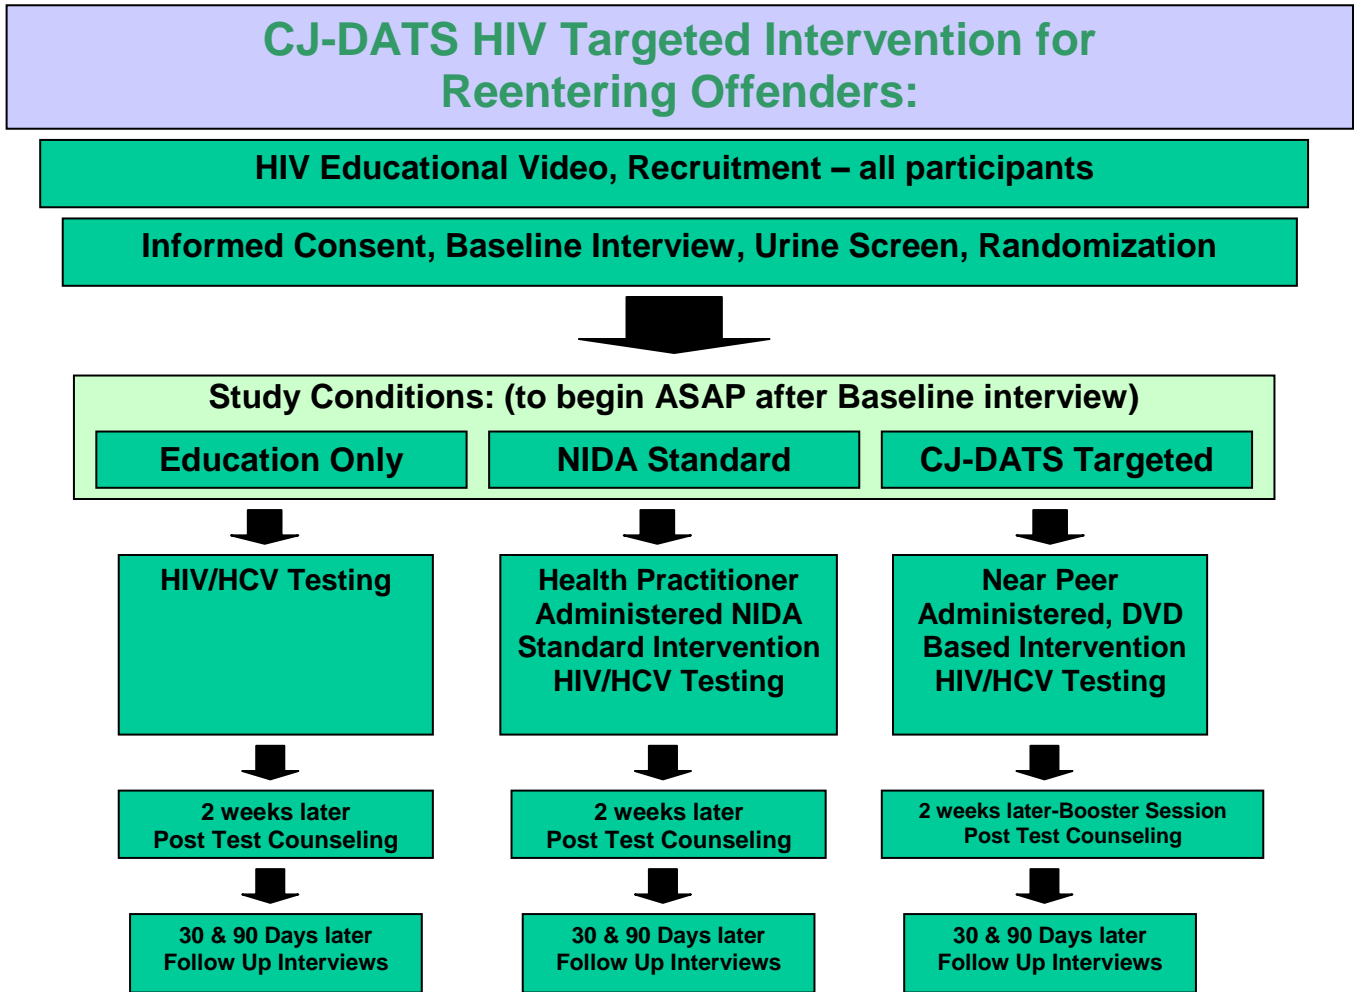 CJ-DATS HIV Targeted Intervention for
Reentering Offenders:
HIV Educational Video, Recruitment – all participants
Informed Consent, Baseline Interview, Urine Screen, Randomization
Study Conditions: (to begin ASAP after Baseline interview)
Education Only
NIDA Standard
CJ-DATS Targeted
HIV/HCV Testing
Health Practitioner
Administered NIDA
Standard Intervention
HIV/HCV Testing
Near Peer
Administered, DVD
Based Intervention
HIV/HCV Testing
2 weeks later
Post Test Counseling
2 weeks later
Post Test Counseling
2 weeks later-Booster Session
Post Test Counseling
30 & 90 Days later
Follow Up Interviews
30 & 90 Days later
Follow Up Interviews
30 & 90 Days later
Follow Up Interviews